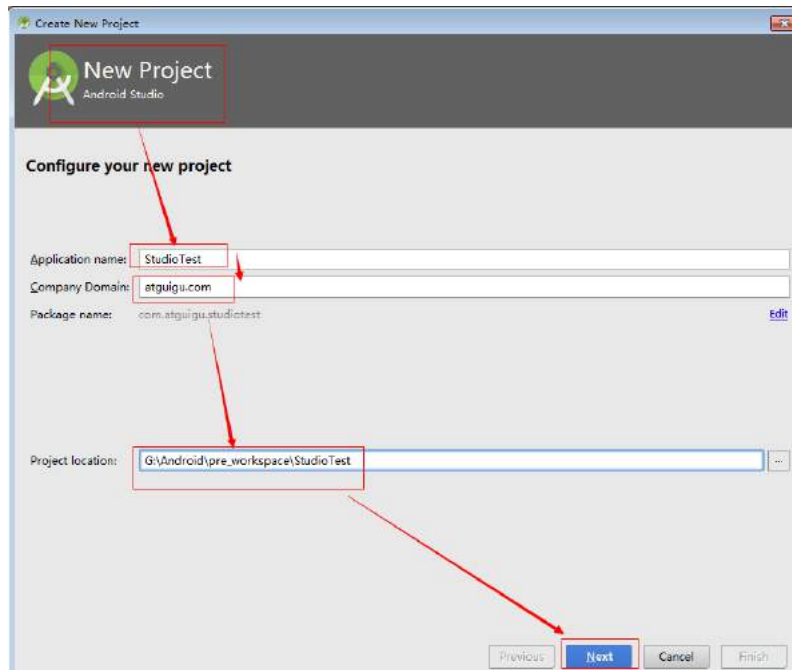 Create New Project
New Project
Android Studio
Configure your new project
Application name: StudioTest
Company Domain: atguigu.com
Package name: com.atguigu.studiotest Edit
Project location: G:\Android\pre_workspace\StudioTest ...
Previous Next Cancel Finish